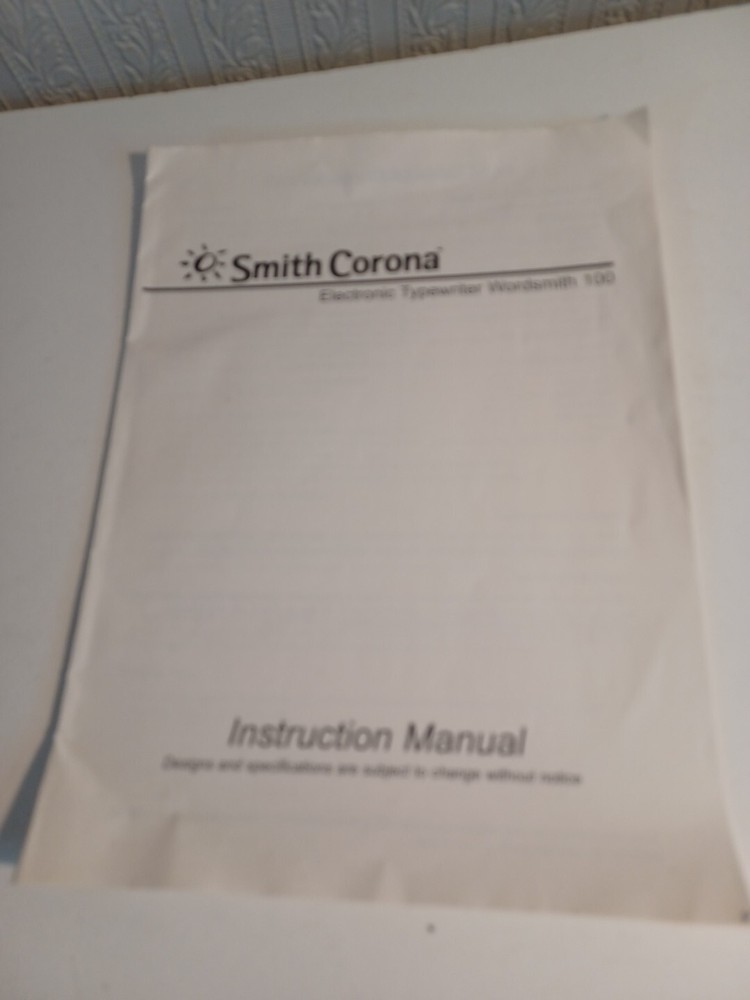 Smith Corona
Electronic Typewriter Wordsmith 100
Instruction Manual
Designs and specifications are subject to change without notice